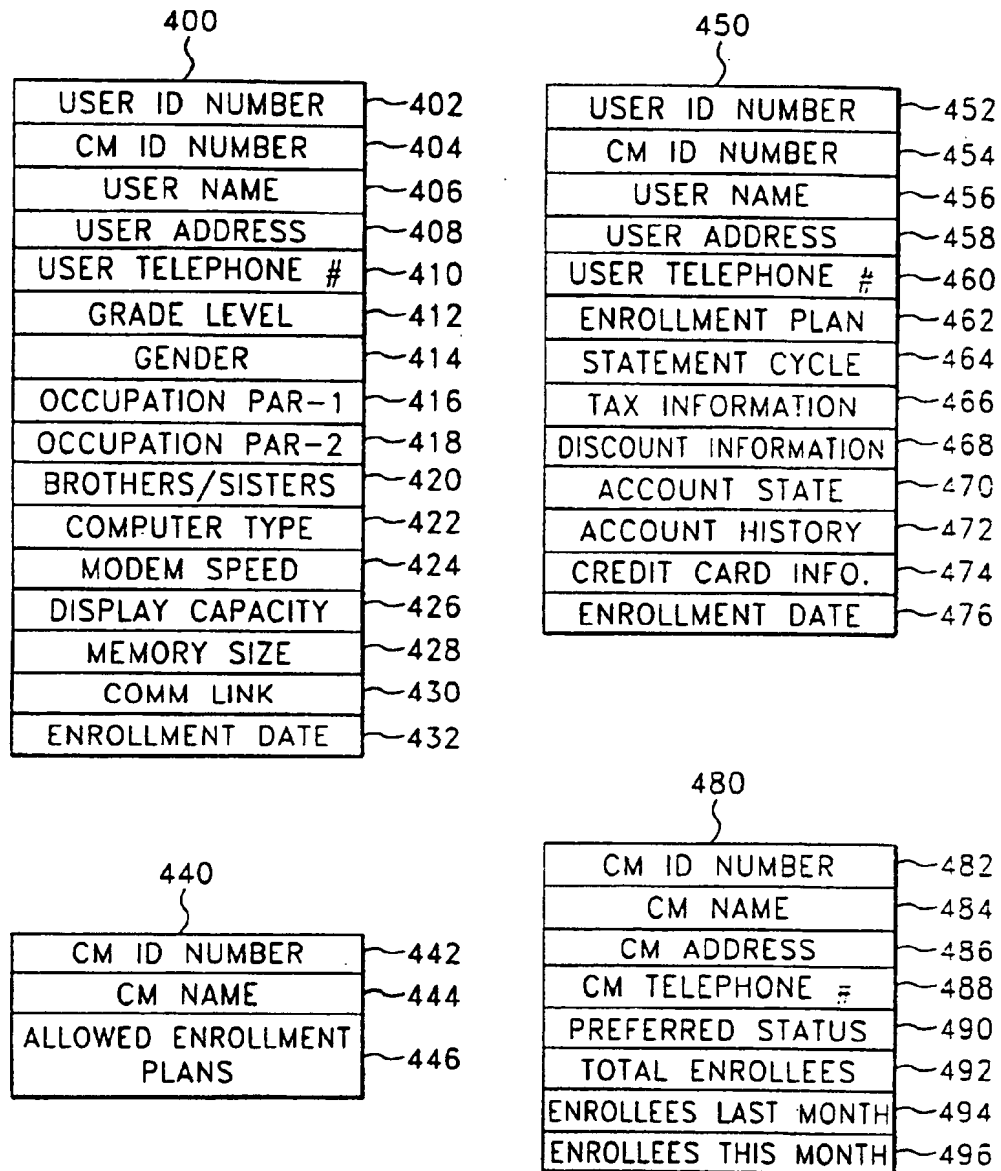 400
USER ID NUMBER 402
CM ID NUMBER 404
USER NAME 406
USER ADDRESS 408
USER TELEPHONE # 410
GRADE LEVEL 412
GENDER 414
OCCUPATION PAR-1 416
OCCUPATION PAR-2 418
BROTHERS/SISTERS 420
COMPUTER TYPE 422
MODEM SPEED 424
DISPLAY CAPACITY 426
MEMORY SIZE 428
COMM LINK 430
ENROLLMENT DATE 432
450
USER ID NUMBER 452
CM ID NUMBER 454
USER NAME 456
USER ADDRESS 458
USER TELEPHONE # 460
ENROLLMENT PLAN 462
STATEMENT CYCLE 464
TAX INFORMATION 466
DISCOUNT INFORMATION 468
ACCOUNT STATE 470
ACCOUNT HISTORY 472
CREDIT CARD INFO. 474
ENROLLMENT DATE 476
440
CM ID NUMBER 442
CM NAME 444
ALLOWED ENROLLMENT
PLANS 446
480
CM ID NUMBER 482
CM NAME 484
CM ADDRESS 486
CM TELEPHONE # 488
PREFERRED STATUS 490
TOTAL ENROLLEES 492
ENROLLEES LAST MONTH 494
ENROLLEES THIS MONTH 496